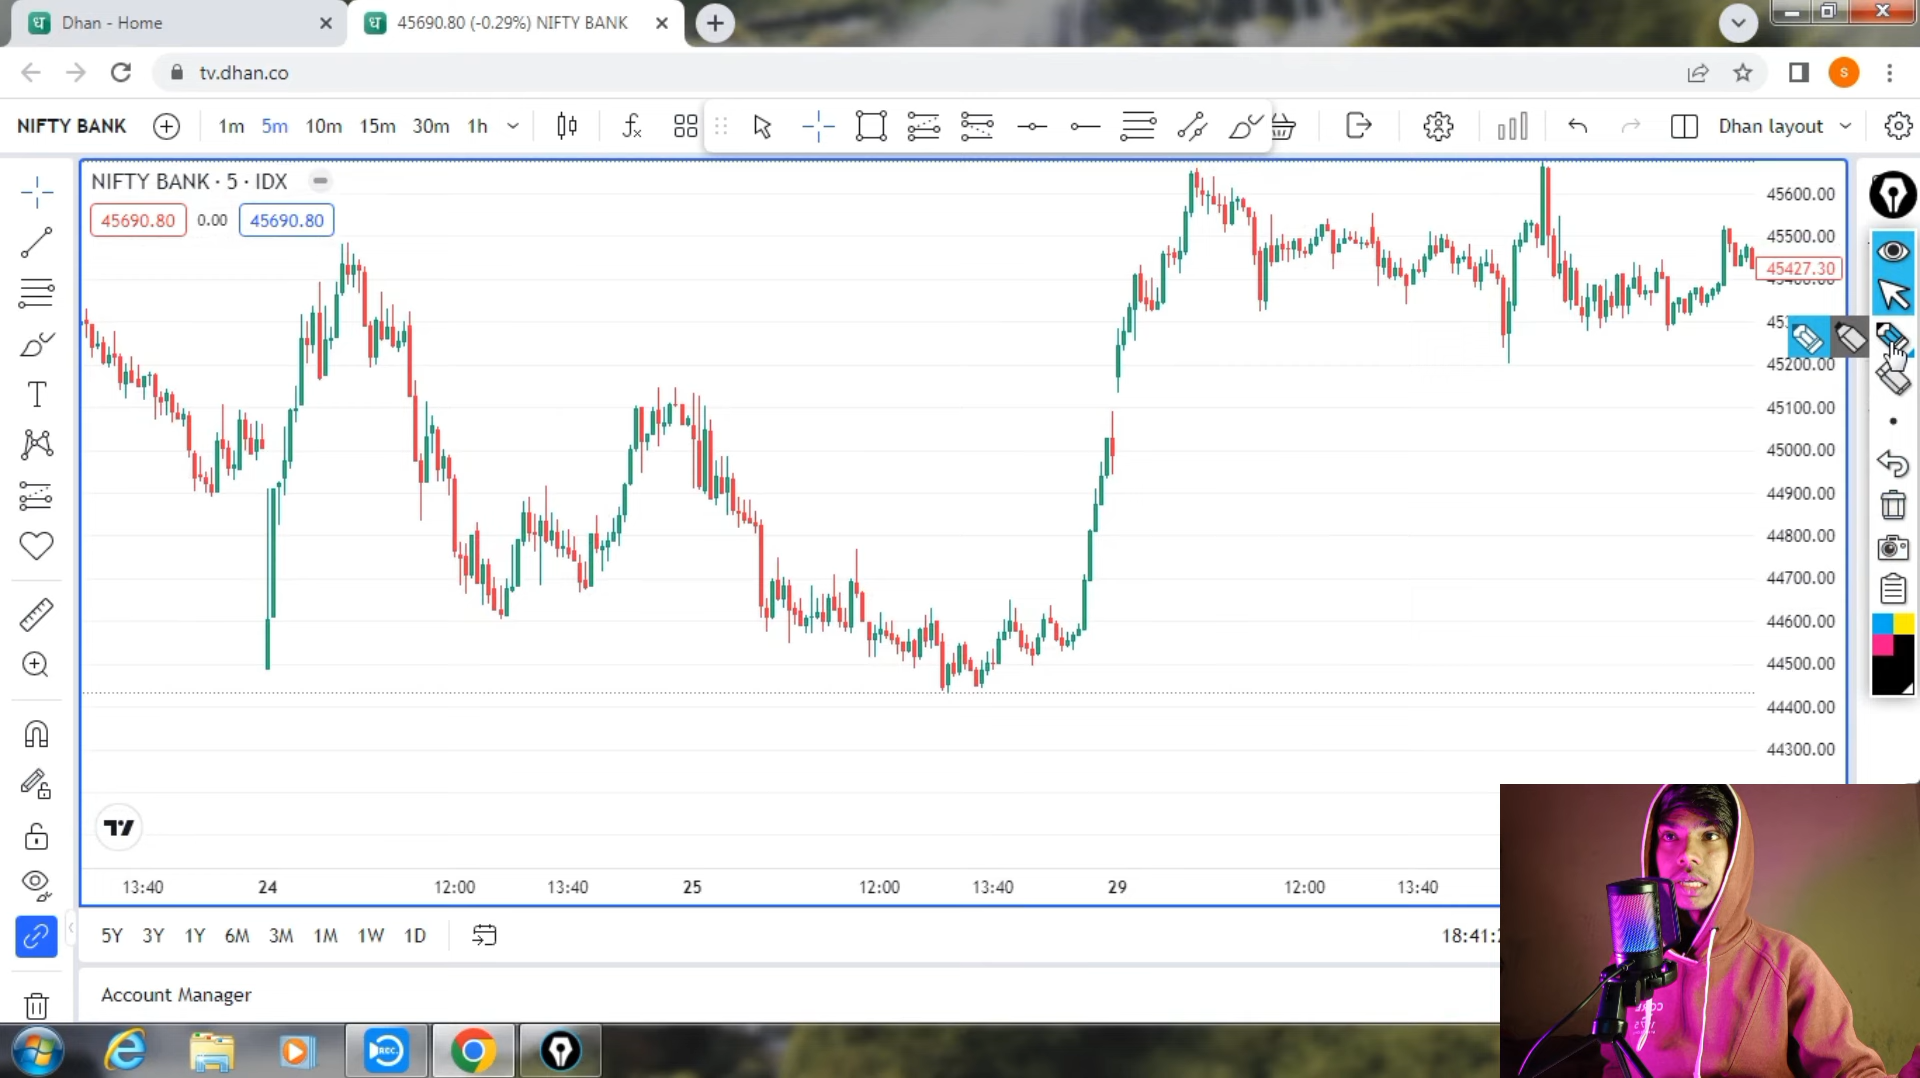 Dhan - Home
45690.80 (-0.29%) NIFTY BANK
tv.dhan.co
S
NIFTY BANK
1m 5m 10m 15m 30m 1h
Dhan layout
NIFTY BANK · 5 · IDX
45690.80 0.00 45690.80
45600.00
45500.00
45427.30
45200.00
45100.00
45000.00
44900.00
44800.00
44700.00
44600.00
44500.00
44400.00
44300.00
13:40 24 12:00 13:40 25 12:00 13:40 29 12:00 13:40
5Y 3Y 1Y 6M 3M 1M 1W 1D
Account Manager
REC